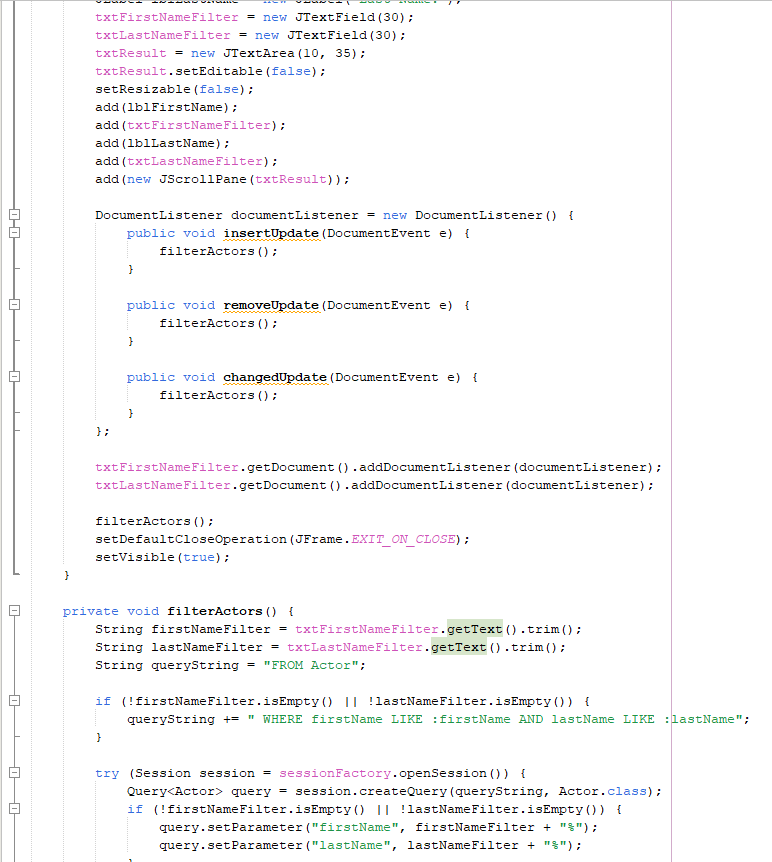 txtFirstNameFilter = new JTextField(30);
txtLastNameFilter = new JTextField(30);
txtResult = new JTextArea(10, 35);
txtResult.setEditable(false);
setResizable(false);
add(lblFirstName);
add(txtFirstNameFilter);
add(lblLastName);
add(txtLastNameFilter);
add(new JScrollPane(txtResult));
DocumentListener documentListener = new DocumentListener() {
public void insertUpdate(DocumentEvent e) {
filterActors();
}
public void removeUpdate(DocumentEvent e) {
filterActors();
}
public void changedUpdate(DocumentEvent e) {
filterActors();
}
};
txtFirstNameFilter.getDocument().addDocumentListener(documentListener);
txtLastNameFilter.getDocument().addDocumentListener(documentListener);
filterActors();
setDefaultCloseOperation(JFrame.EXIT_ON_CLOSE);
setVisible(true);
}
private void filterActors() {
String firstNameFilter = txtFirstNameFilter.getText().trim();
String lastNameFilter = txtLastNameFilter.getText().trim();
String queryString = "FROM Actor";
if (!firstNameFilter.isEmpty() || !lastNameFilter.isEmpty()) {
queryString += " WHERE firstName LIKE :firstName AND lastName LIKE :lastName";
}
try (Session session = sessionFactory.openSession()) {
Query<Actor> query = session.createQuery(queryString, Actor.class);
if (!firstNameFilter.isEmpty() || !lastNameFilter.isEmpty()) {
query.setParameter("firstName", firstNameFilter + "%");
query.setParameter("lastName", lastNameFilter + "%");